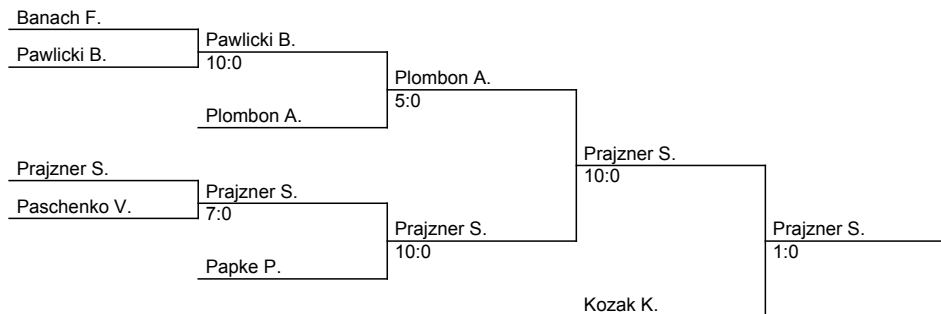 Banach F.
Pawlicki B.
Pawlicki B.
10:0
Plombon A.
Plombon A.
5:0
Prajzner S.
Paschenko V.
Prajzner S.
7:0
Papke P.
Prajzner S.
10:0
Prajzner S.
10:0
Kozak K.
Prajzner S.
1:0